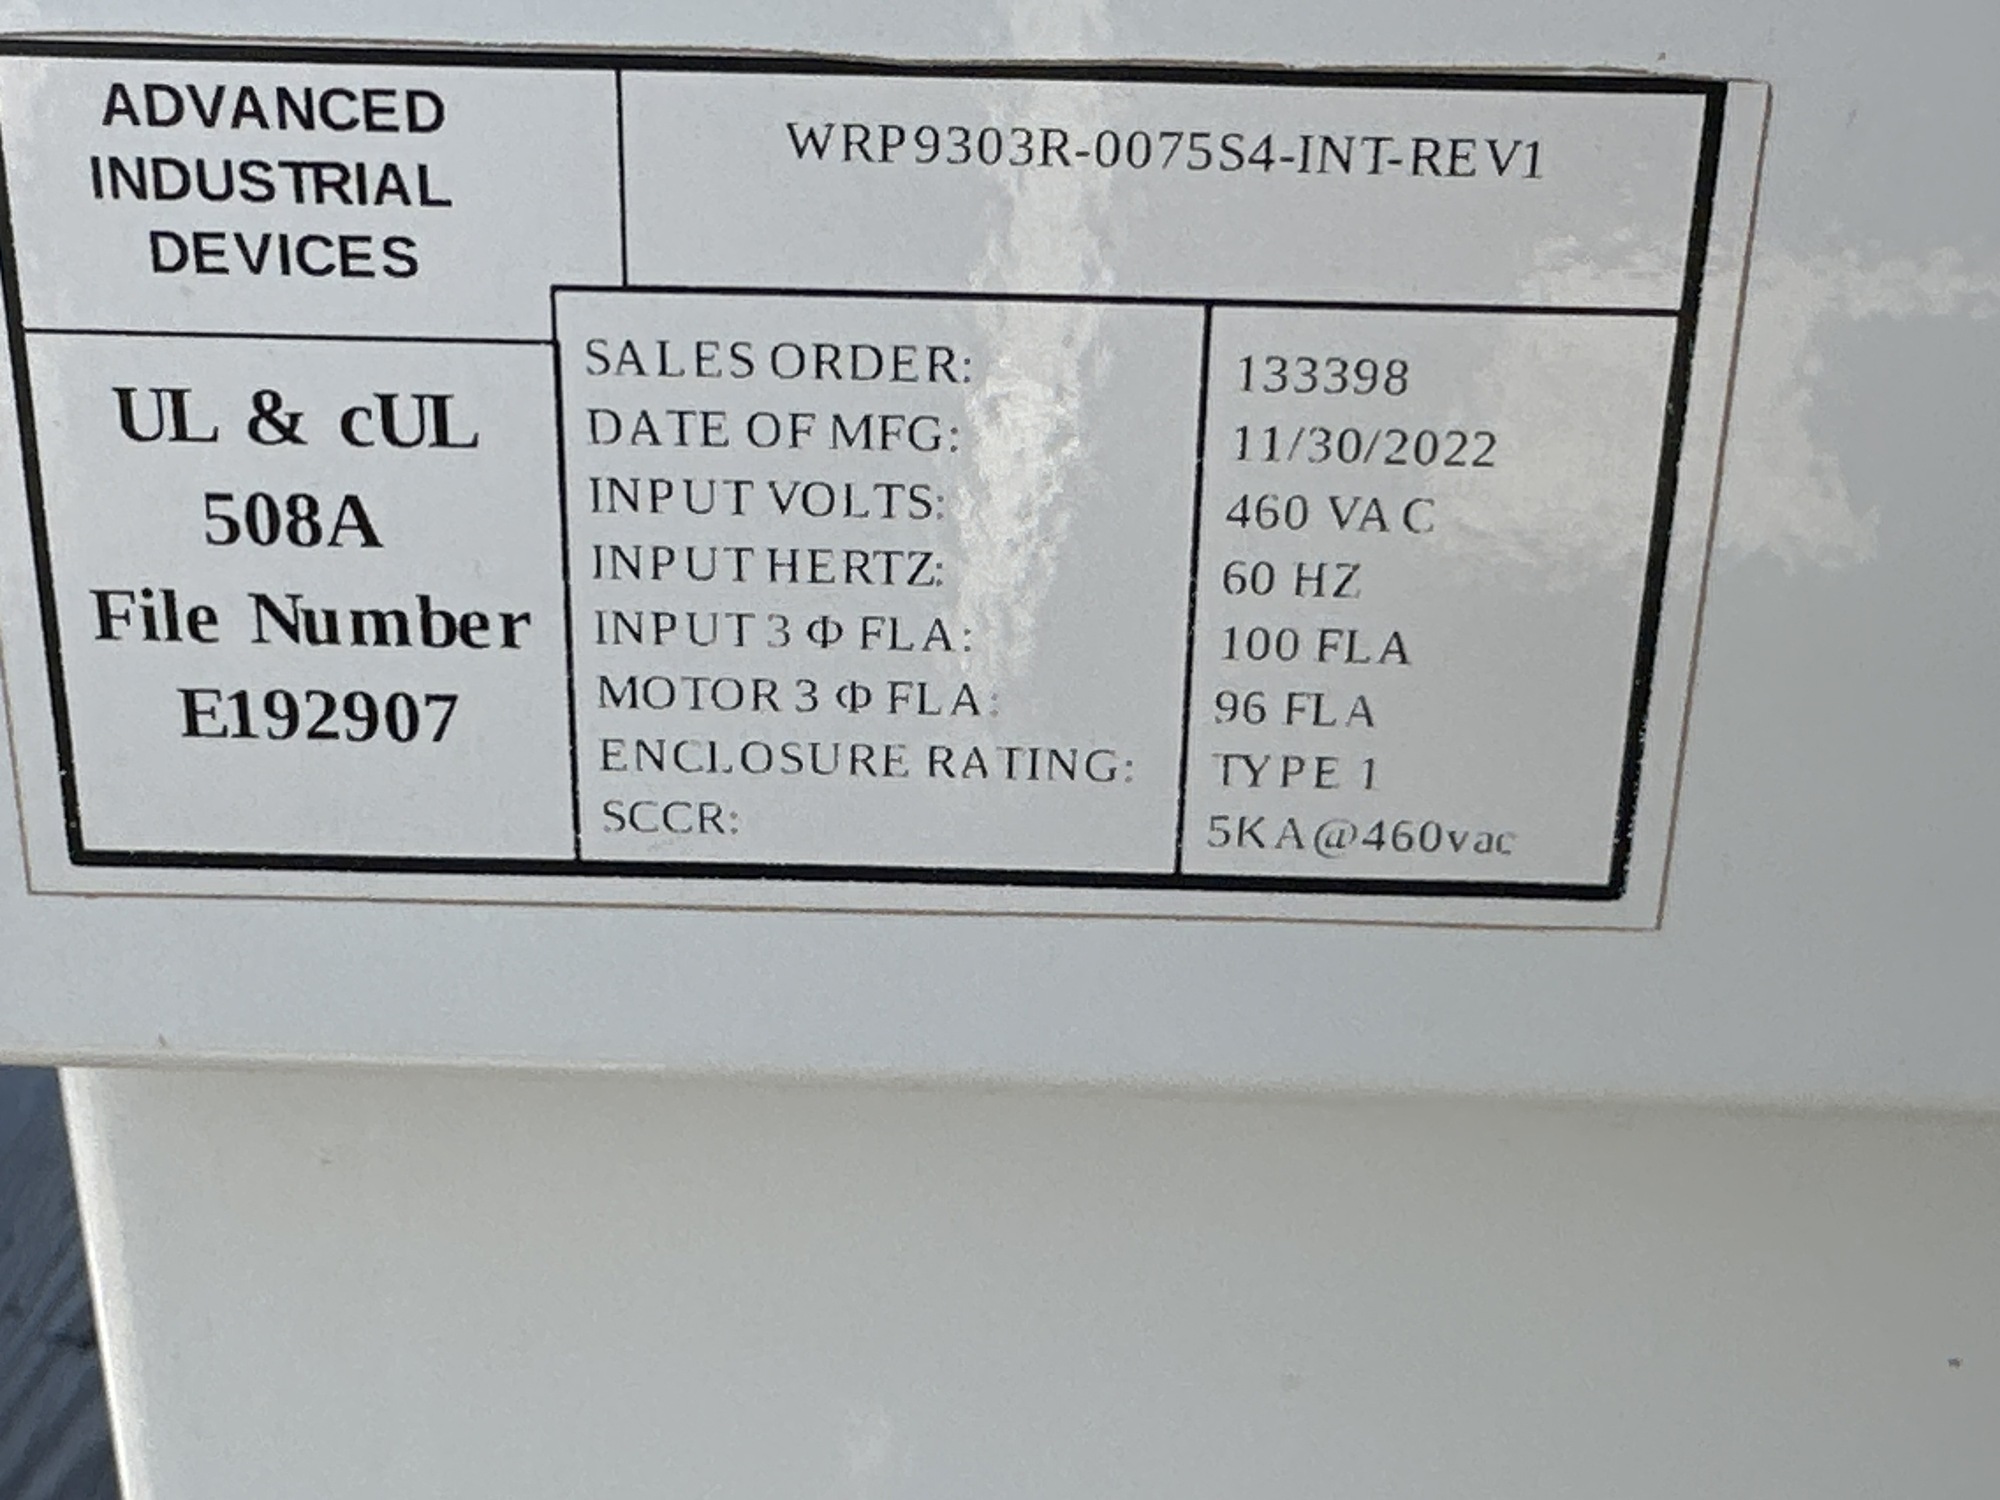 ADVANCED
INDUSTRIAL
DEVICES
WRP9303R-0075S4-INT-REV1
UL & cUL
508A
File Number
E192907
SALES ORDER: 133398
DATE OF MFG: 11/30/2022
INPUT VOLTS: 460 VAC
INPUT HERTZ: 60 HZ
INPUT 3 Φ FLA: 100 FLA
MOTOR 3 Φ FLA: 96 FLA
ENCLOSURE RATING: TYPE 1
SCCR: 5KA@460vac